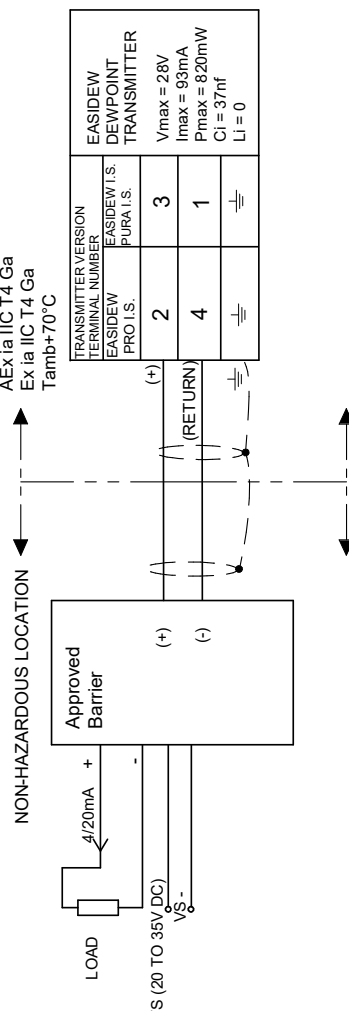 AEx ia IIC T4 Ga
Ex ia IIC T4 Ga
Tamb+70°C
NON-HAZARDOUS LOCATION
TRANSMITTER VERSION
TERMINAL NUMBER
EASIDEW
PRO I.S.
EASIDEW I.S.
PURA I.S.
EASIDEW
DEWPOINT
TRANSMITTER
2
3
4
1
Vmax = 28V
Imax = 93mA
Pmax = 820mW
Ci = 37nf
Li = 0
(+)
(RETURN)
Approved
Barrier
(+)
(-)
4/20mA
+
-
LOAD
S (20 TO 35V DC)
VS -